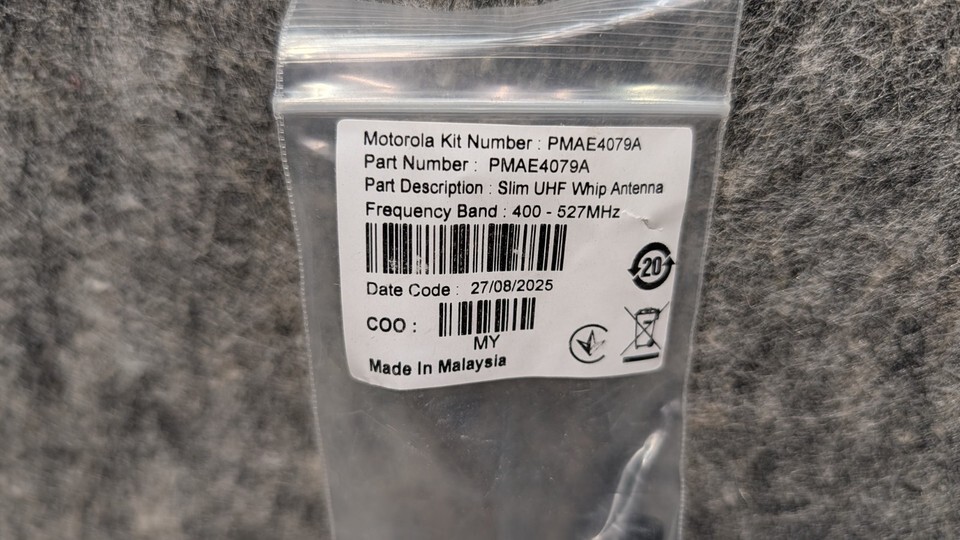 Motorola Kit Number : PMAE4079A
Part Number : PMAE4079A
Part Description : Slim UHF Whip Antenna
Frequency Band : 400 - 527MHz
20
Date Code : 27/08/2025
COO :
MY
Made In Malaysia